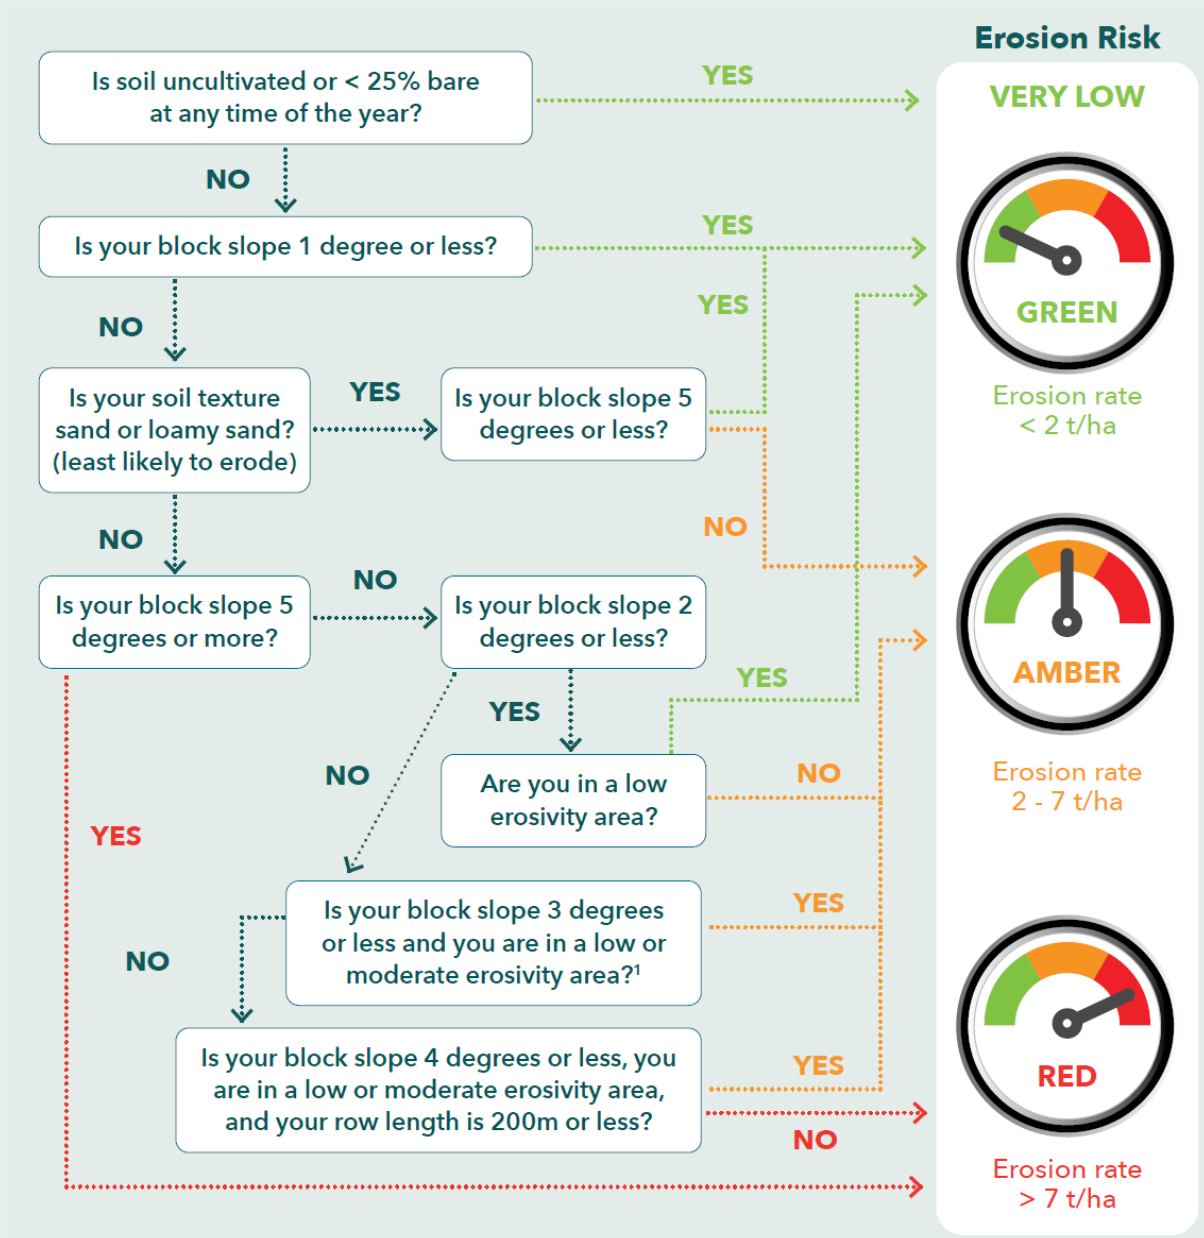 Erosion Risk
Is soil uncultivated or < 25% bare
at any time of the year?
YES
VERY LOW
NO
Is your block slope 1 degree or less?
YES
YES
GREEN
Erosion rate
< 2 t/ha
NO
Is your soil texture
sand or loamy sand?
(least likely to erode)
YES
Is your block slope 5
degrees or less?
NO
NO
Is your block slope 5
degrees or more?
NO
Is your block slope 2
degrees or less?
AMBER
Erosion rate
2 - 7 t/ha
YES
YES
NO
Are you in a low
erosivity area?
NO
YES
Is your block slope 3 degrees
or less and you are in a low or
moderate erosivity area?¹
YES
NO
Is your block slope 4 degrees or less, you
are in a low or moderate erosivity area,
and your row length is 200m or less?
YES
NO
RED
Erosion rate
> 7 t/ha